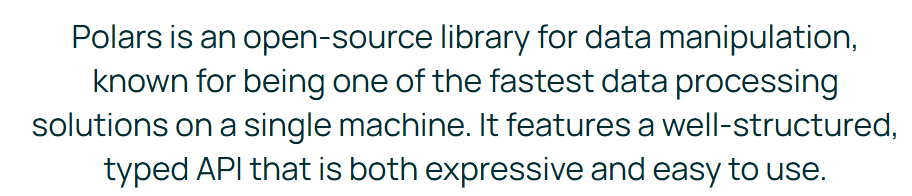 Polars is an open-source library for data manipulation,
known for being one of the fastest data processing
solutions on a single machine. It features a well-structured,
typed API that is both expressive and easy to use.